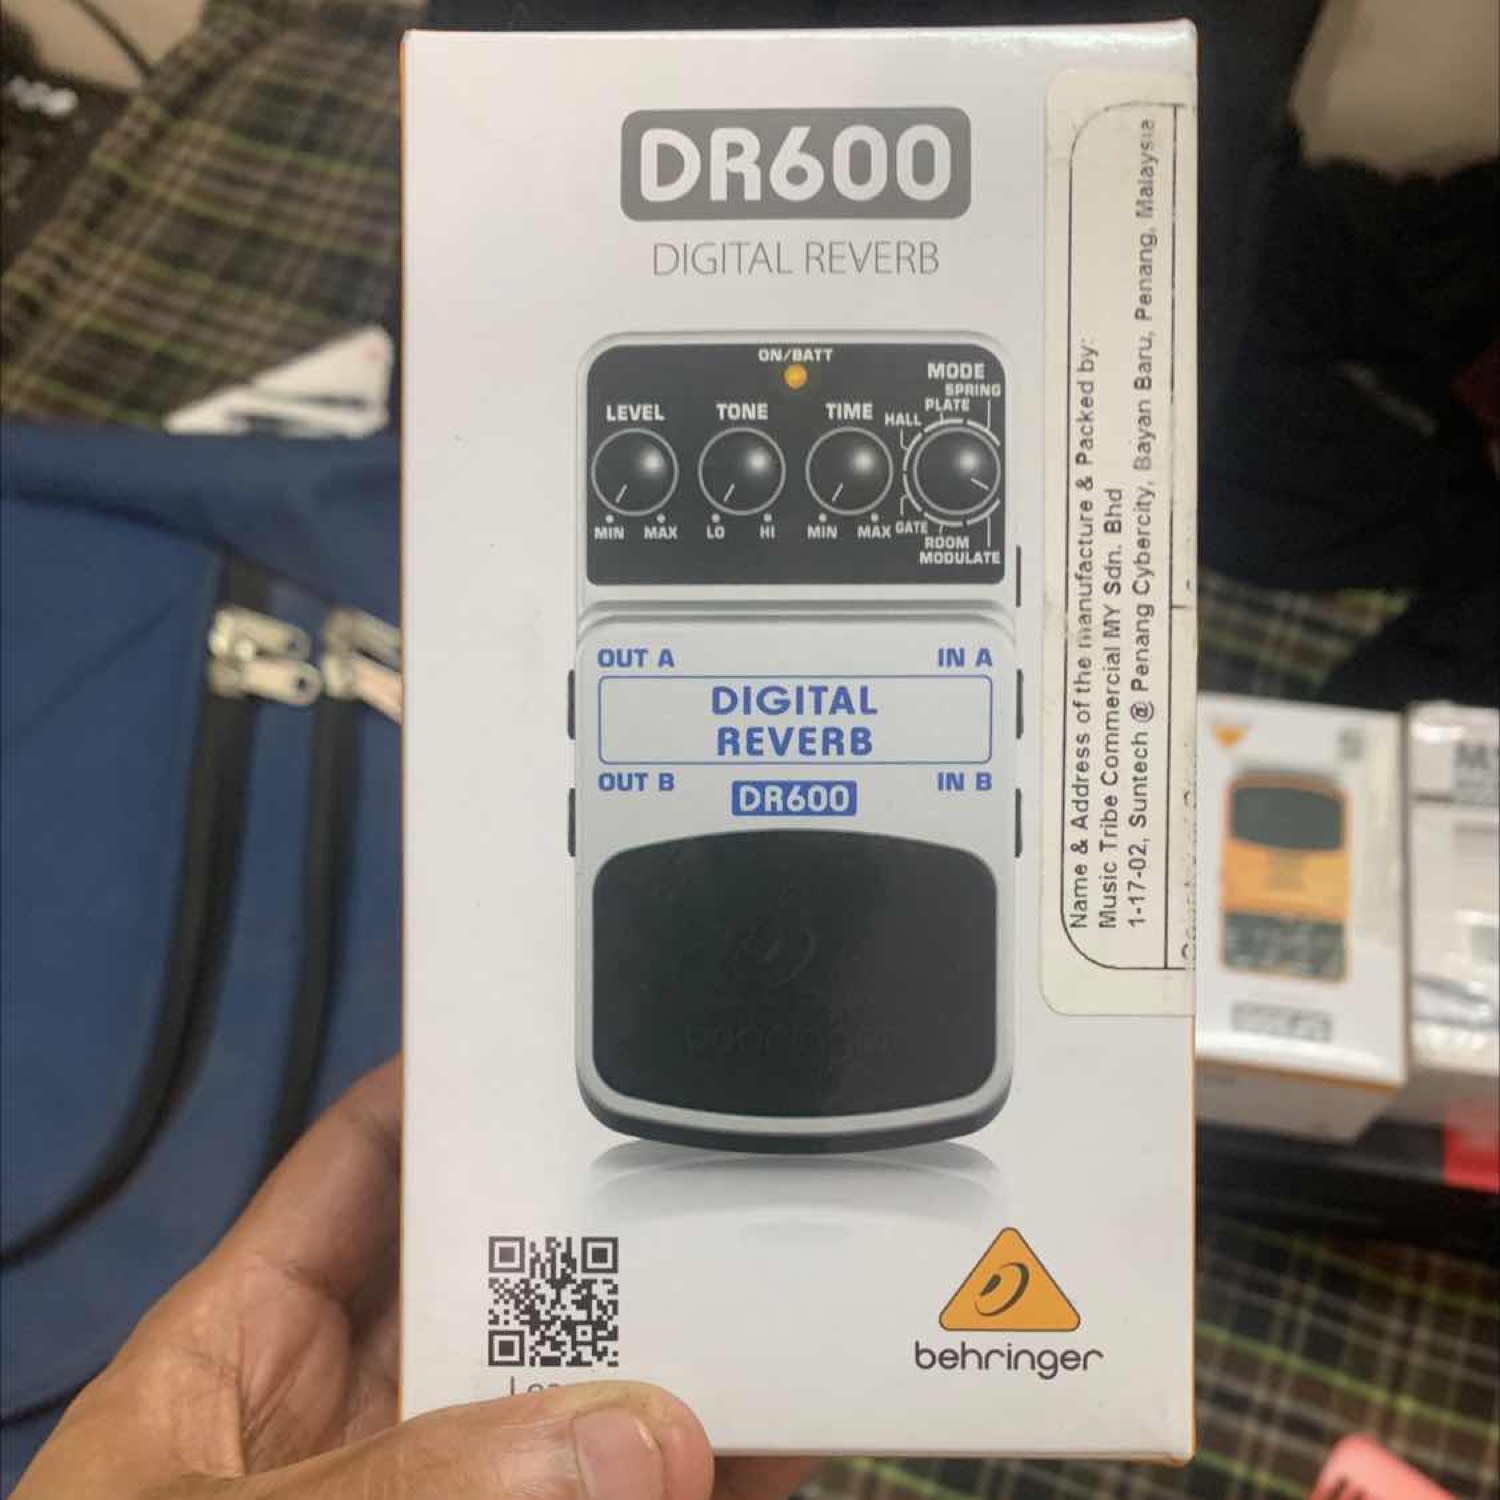 DR600
DIGITAL REVERB
ON/BATT
MODE
SPRING
PLATE
HALL
LEVEL
TONE
TIME
MIN MAX
LO HI
MIN MAX
GATE
ROOM
MODULATE
OUT A
IN A
DIGITAL
REVERB
OUT B
IN B
DR600
behringer
behringer
Name & Address of the manufacture & Packed by:
Music Tribe Commercial MY Sdn. Bhd
1-17-02, Suntech @ Penang Cybercity, Bayan Baru, Penang, Malaysia